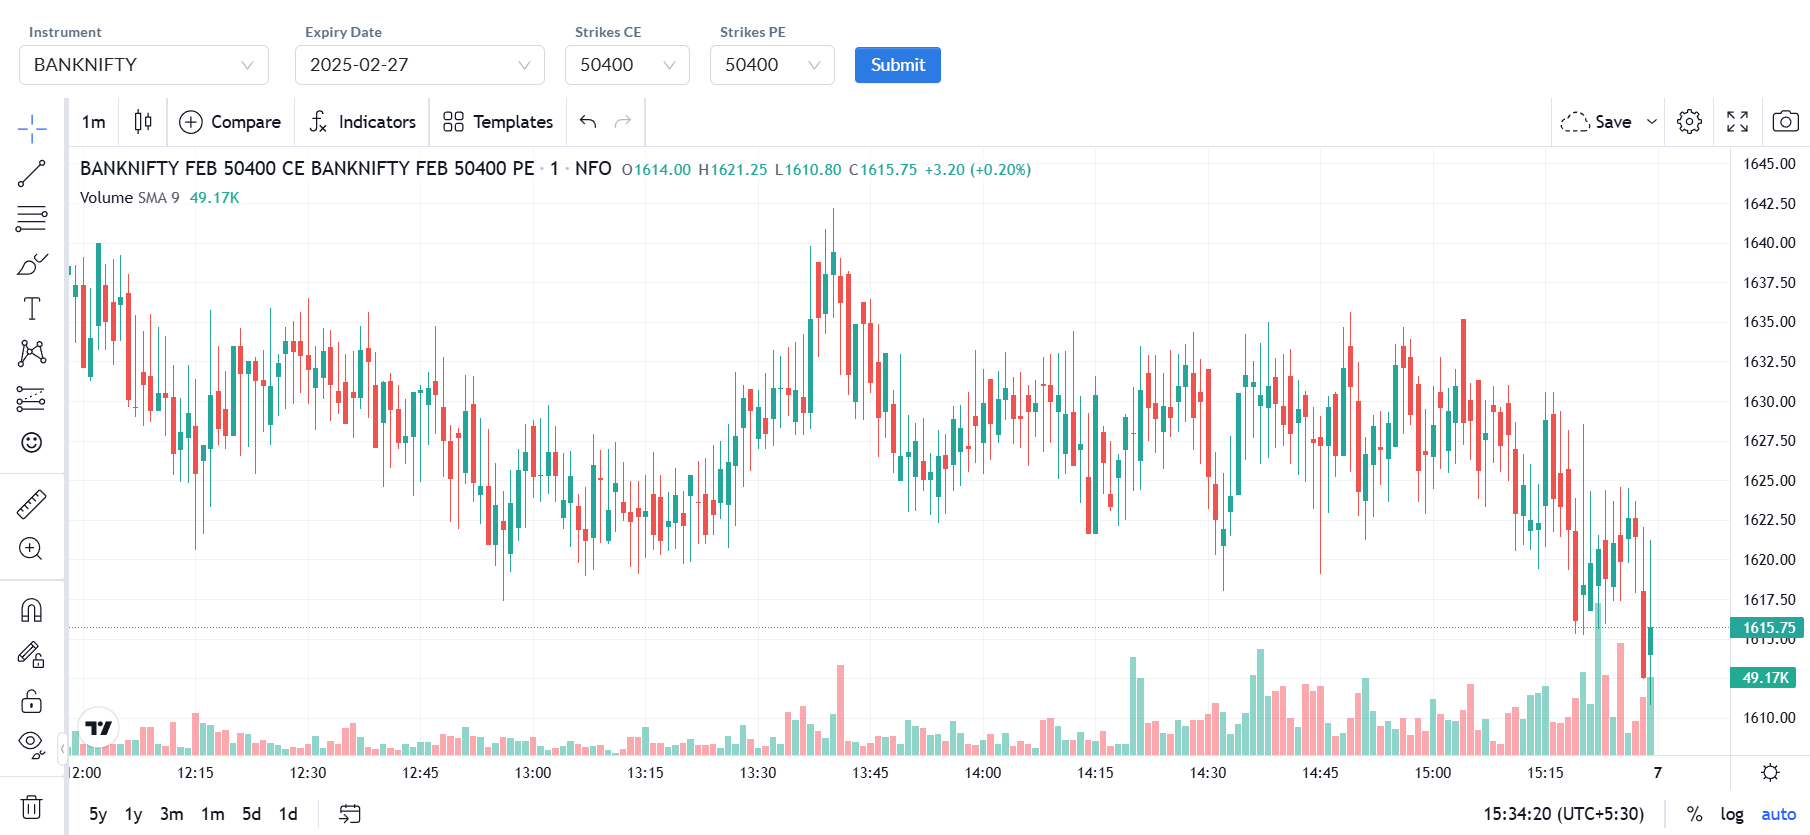 Instrument Expiry Date Strikes CE Strikes PE
BANKNIFTY 2025-02-27 50400 50400 Submit
1m Compare Indicators Templates Save
BANKNIFTY FEB 50400 CE BANKNIFTY FEB 50400 PE · 1 · NFO O1614.00 H1621.25 L1610.80 C1615.75 +3.20 (+0.20%)
Volume SMA 9 49.17K
1645.00
1642.50
1640.00
1637.50
1635.00
1632.50
1630.00
1627.50
1625.00
1622.50
1620.00
1617.50
1615.75
1615.00
49.17K
1610.00
12:00 12:15 12:30 12:45 13:00 13:15 13:30 13:45 14:00 14:15 14:30 14:45 15:00 15:15 7
5y 1y 3m 1m 5d 1d 15:34:20 (UTC+5:30) % log auto